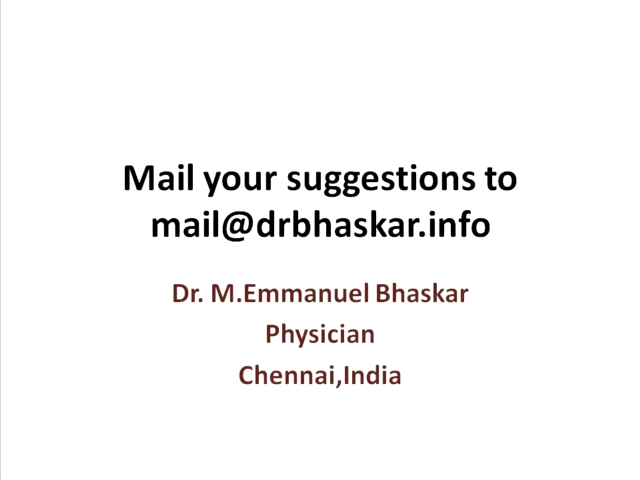 Mail your suggestions to
mail@drbhaskar.info
Dr. M.Emmanuel Bhaskar
Physician
Chennai,India